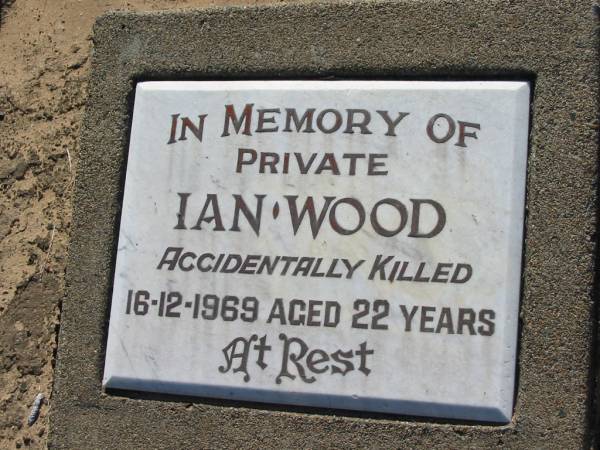 IN MEMORY OF
PRIVATE
IAN·WOOD
ACCIDENTALLY KILLED
16-12-1969 AGED 22 YEARS
At Rest